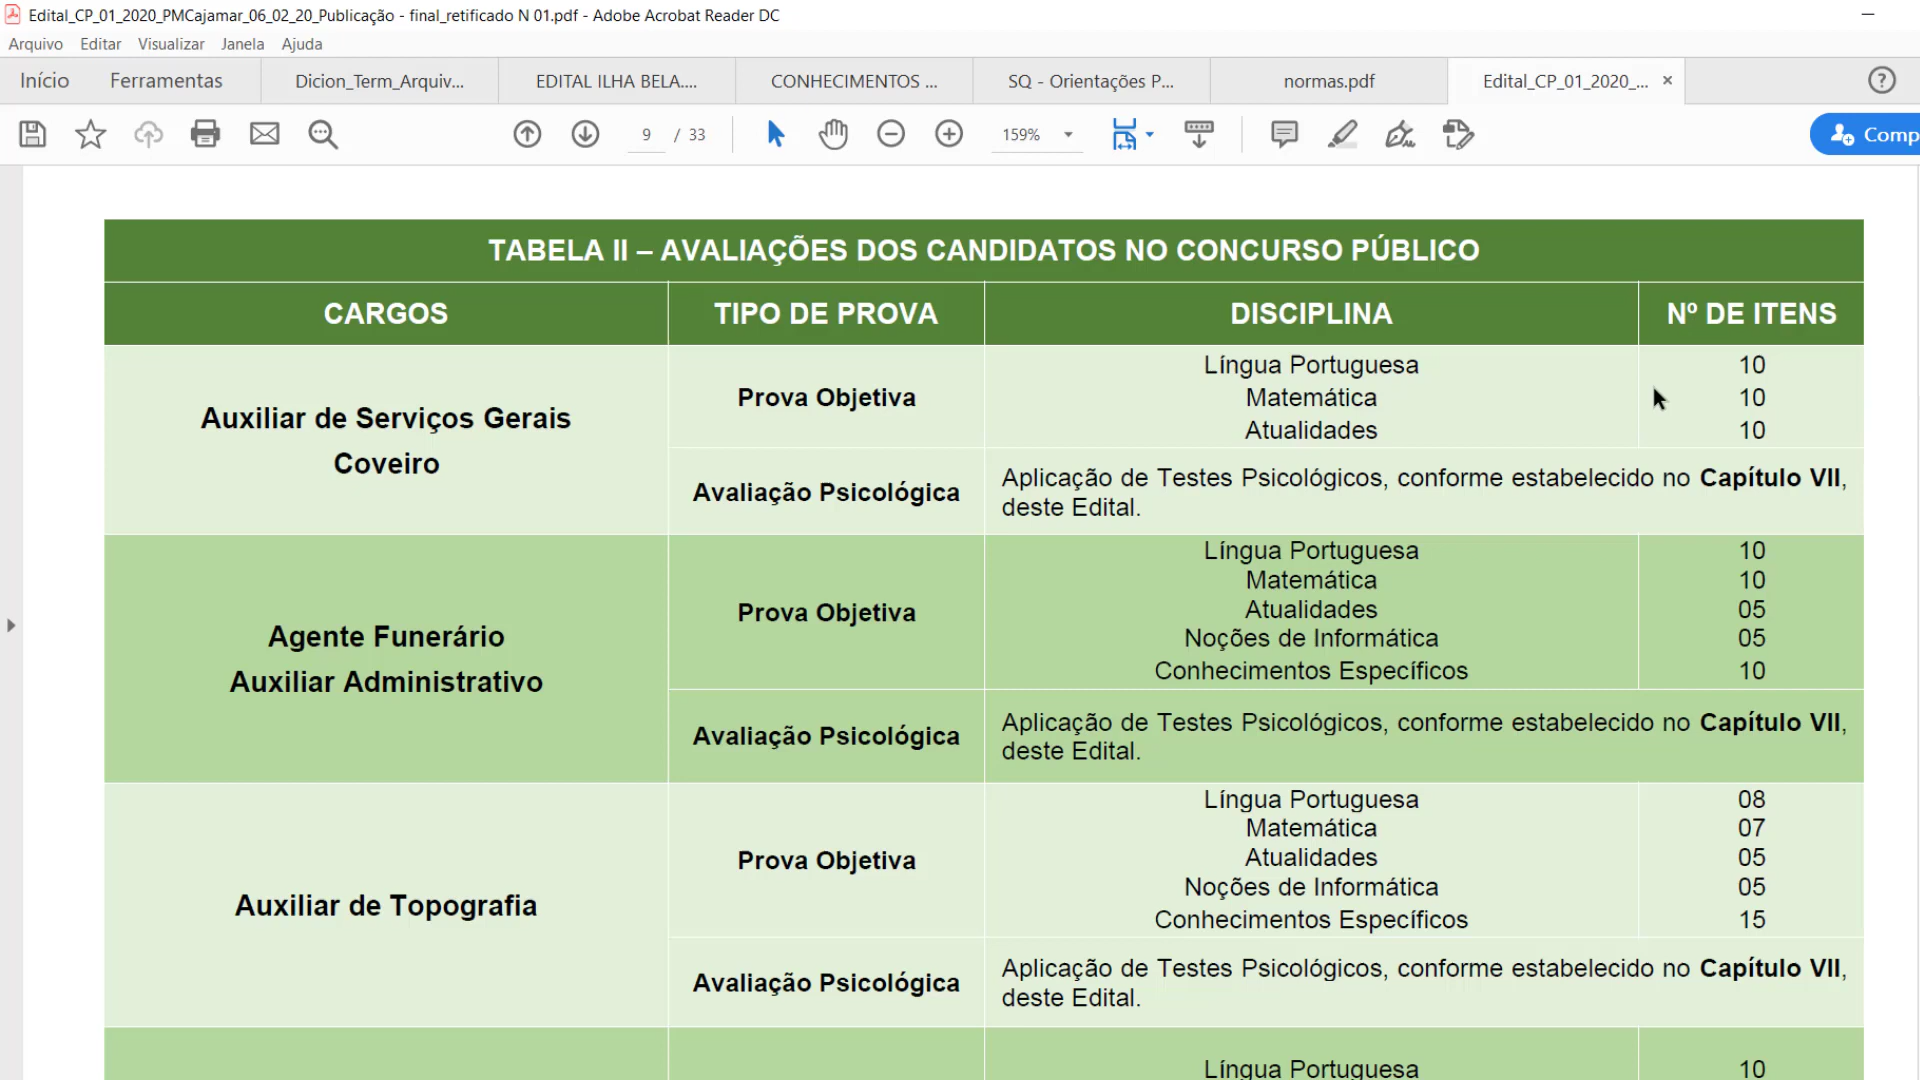 Edital_CP_01_2020_PMCajamar_06_02_20_Publicação - final_retificado N 01.pdf - Adobe Acrobat Reader DC
Arquivo Editar Visualizar Janela Ajuda
Início Ferramentas Dicion_Term_Arquiv... EDITAL ILHA BELA.... CONHECIMENTOS ... SQ - Orientações P... normas.pdf Edital_CP_01_2020_... ×
9 / 33 159% Comp
TABELA II – AVALIAÇÕES DOS CANDIDATOS NO CONCURSO PÚBLICO
CARGOS TIPO DE PROVA DISCIPLINA Nº DE ITENS
Auxiliar de Serviços Gerais
Coveiro
Prova Objetiva
Língua Portuguesa 10
Matemática 10
Atualidades 10
Avaliação Psicológica
Aplicação de Testes Psicológicos, conforme estabelecido no Capítulo VII,
deste Edital.
Agente Funerário
Auxiliar Administrativo
Prova Objetiva
Língua Portuguesa 10
Matemática 10
Atualidades 05
Noções de Informática 05
Conhecimentos Específicos 10
Avaliação Psicológica
Aplicação de Testes Psicológicos, conforme estabelecido no Capítulo VII,
deste Edital.
Auxiliar de Topografia
Prova Objetiva
Língua Portuguesa 08
Matemática 07
Atualidades 05
Noções de Informática 05
Conhecimentos Específicos 15
Avaliação Psicológica
Aplicação de Testes Psicológicos, conforme estabelecido no Capítulo VII,
deste Edital.
Língua Portuguesa 10